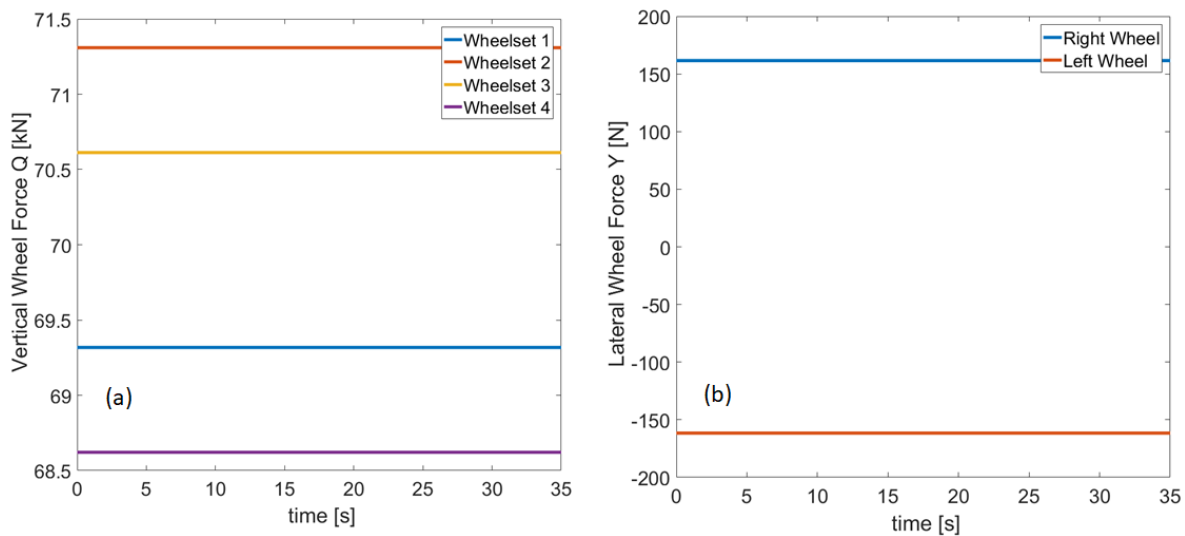 Vertical Wheel Force Q [kN]
71.5
71
70.5
70
69.5
69
68.5
Wheelset 1
Wheelset 2
Wheelset 3
Wheelset 4
(a)
0 5 10 15 20 25 30 35
time [s]
Lateral Wheel Force Y [N]
200
150
100
50
0
-50
-100
-150
-200
Right Wheel
Left Wheel
(b)
0 5 10 15 20 25 30 35
time [s]